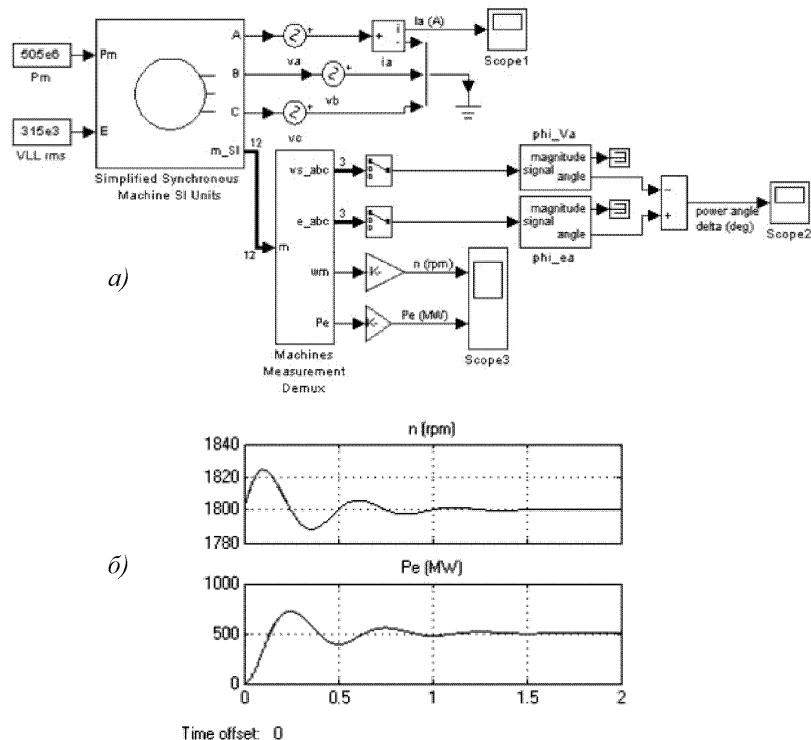 A
i
Ia (A)
+
-
505e6
Pm
Pm
va
ia
Scope1
B
+
vb
315e3
VLL rms
E
C
+
vc
12
m_SI
Simplified Synchronous
Machine SI Units
phi_Va
vs_abc
3
magnitude
signal
angle
e_abc
3
magnitude
signal
angle
phi_ea
−
+
power angle
delta (deg)
Scope2
12
m
wm
K-
n (rpm)
Pe
K-
Pe (MW)
Scope3
Machines
Measurement
Demux
а)
n (rpm)
1840
1820
1800
1780
б)
Pe (MW)
1000
500
0
0
0.5
1
1.5
2
Time offset: 0